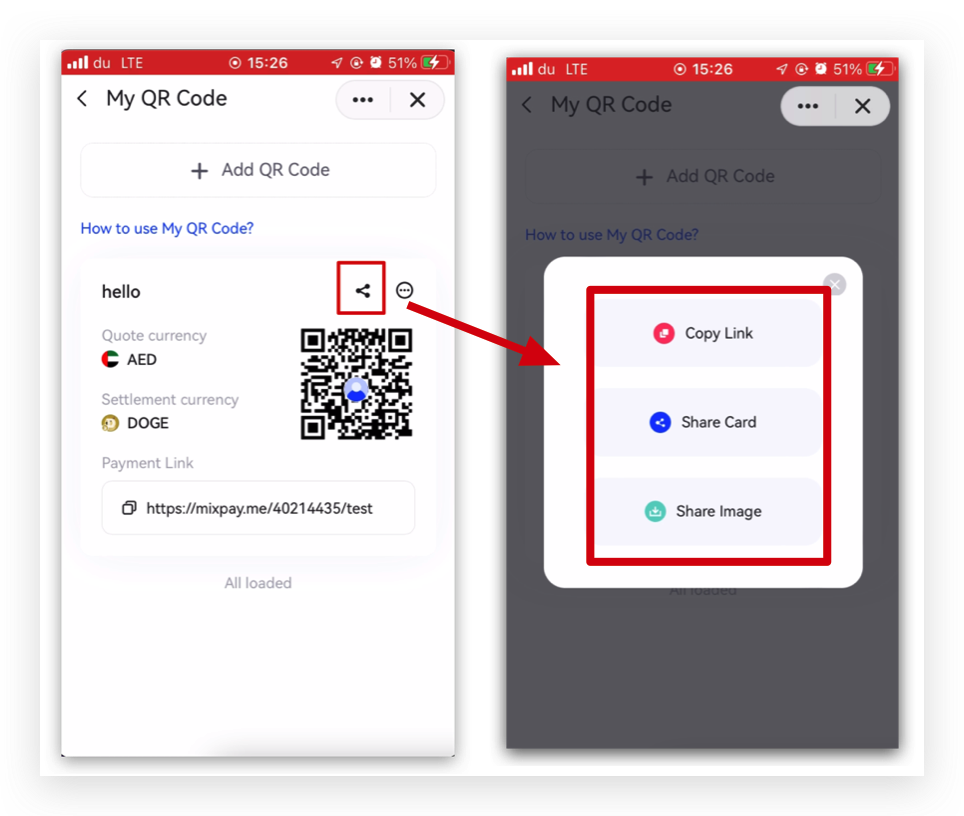 du LTE 15:26 51%
My QR Code
Add QR Code
How to use My QR Code?
hello
Quote currency
AED
Settlement currency
DOGE
Payment Link
https://mixpay.me/40214435/test
All loaded
du LTE 15:26 51%
My QR Code
Add QR Code
How to use My QR Code?
Copy Link
Share Card
Share Image
All loaded